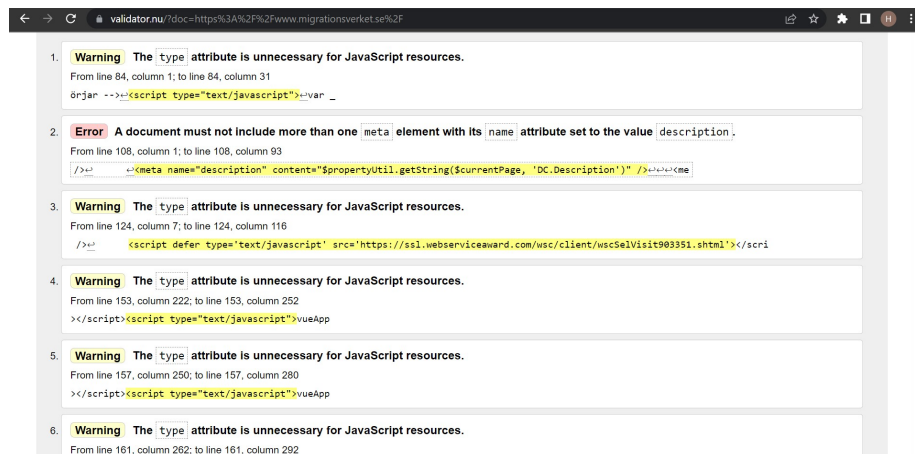 validator.nu/?doc=https%3A%2F%2Fwww.migrationsverket.se%2F
H
1. Warning The type attribute is unnecessary for JavaScript resources.
From line 84, column 1; to line 84, column 31
örjar -->↩<script type="text/javascript">↩var _
2. Error A document must not include more than one meta element with its name attribute set to the value description.
From line 108, column 1; to line 108, column 93
/>↩ ↩<meta name="description" content="$propertyUtil.getString($currentPage, 'DC.Description')" />↩↩↩<me
3. Warning The type attribute is unnecessary for JavaScript resources.
From line 124, column 7; to line 124, column 116
/>↩ <script defer type='text/javascript' src='https://ssl.webserviceaward.com/wsc/client/wscSelVisit903351.shtml'></scri
4. Warning The type attribute is unnecessary for JavaScript resources.
From line 153, column 222; to line 153, column 252
></script><script type="text/javascript">vueApp
5. Warning The type attribute is unnecessary for JavaScript resources.
From line 157, column 250; to line 157, column 280
></script><script type="text/javascript">vueApp
6. Warning The type attribute is unnecessary for JavaScript resources.
From line 161, column 262; to line 161, column 292